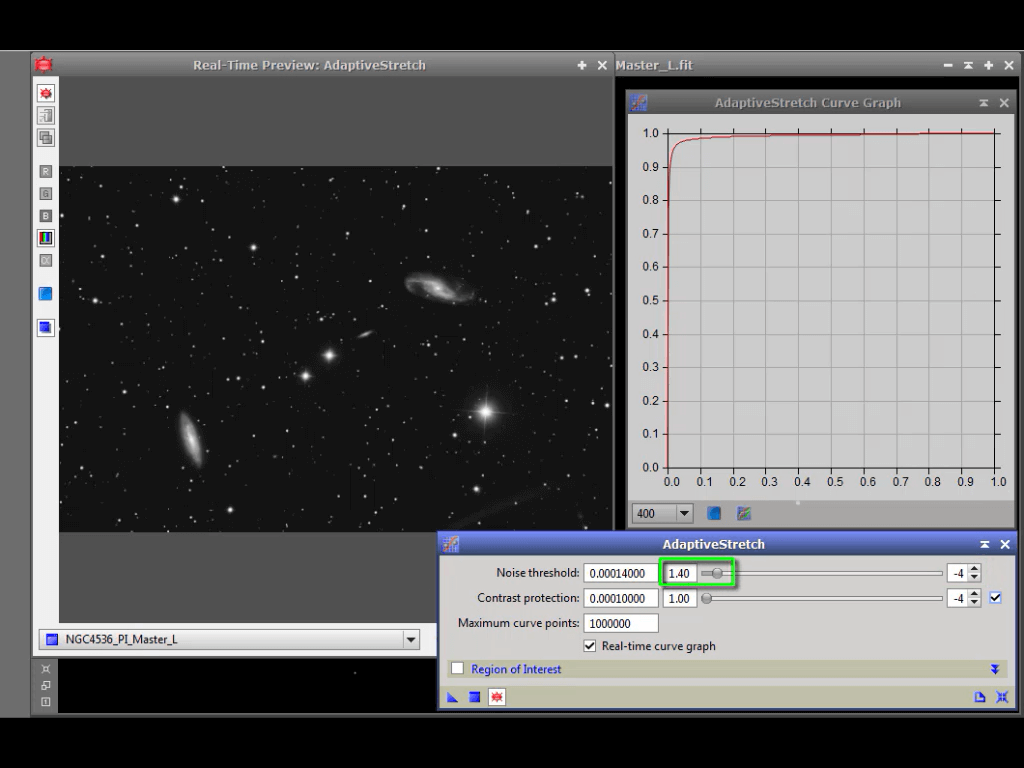 Real-Time Preview: AdaptiveStretch
Master_L.fit
AdaptiveStretch Curve Graph
R
G
B
1.0
0.9
0.8
0.7
0.6
0.5
0.4
0.3
0.2
0.1
0.0
0.0 0.1 0.2 0.3 0.4 0.5 0.6 0.7 0.8 0.9 1.0
400
AdaptiveStretch
Noise threshold: 0.00014000 1.40 -4
Contrast protection: 0.00010000 1.00 -4
Maximum curve points: 1000000
Real-time curve graph
Region of Interest
NGC4536_PI_Master_L